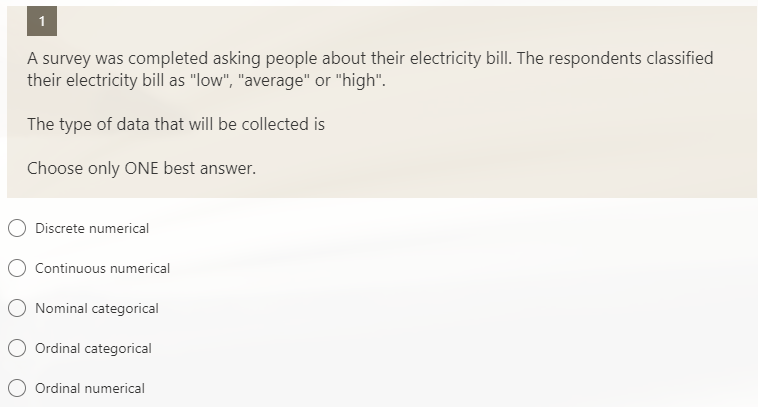 1
A survey was completed asking people about their electricity bill. The respondents classified
their electricity bill as "low", "average" or "high".
The type of data that will be collected is
Choose only ONE best answer.
Discrete numerical
Continuous numerical
Nominal categorical
Ordinal categorical
Ordinal numerical